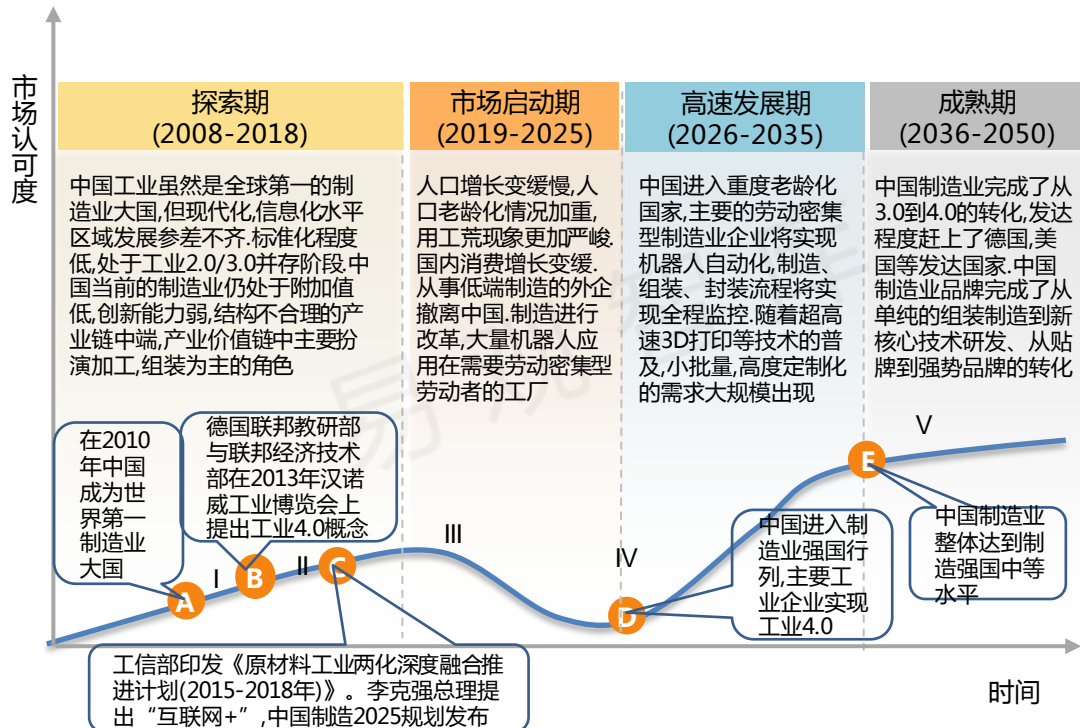 市场认可度
探索期
(2008-2018)
中国工业虽然是全球第一的制
造业大国,但现代化,信息化水平
区域发展参差不齐.标准化程度
低,处于工业2.0/3.0并存阶段.中
国当前的制造业仍处于附加值
低,创新能力弱,结构不合理的产
业链中端,产业价值链中主要扮
演加工,组装为主的角色
市场启动期
(2019-2025)
人口增长变缓慢,人
口老龄化情况加重,
用工荒现象更加严峻.
国内消费增长变缓.
从事低端制造的外企
撤离中国.制造进行
改革,大量机器人应
用在需要劳动密集型
劳动者的工厂
高速发展期
(2026-2035)
中国进入重度老龄化
国家,主要的劳动密集
型制造业企业将实现
机器人自动化,制造、
组装、封装流程将实
现全程监控.随着超高
速3D打印等技术的普
及,小批量,高度定制化
的需求大规模出现
成熟期
(2036-2050)
中国制造业完成了从
3.0到4.0的转化,发达
程度赶上了德国,美
国等发达国家.中国
制造业品牌完成了从
单纯的组装制造到新
核心技术研发、从贴
牌到强势品牌的转化
在2010
年中国
成为世
界第一
制造业
大国
德国联邦教研部
与联邦经济技术
部在2013年汉诺
威工业博览会上
提出工业4.0概念
A
I
B
II
C
III
IV
D
E
V
中国进入制
造业强国行
列,主要工
业企业实现
工业4.0
中国制造业
整体达到制
造强国中等
水平
工信部印发《原材料工业两化深度融合推
进计划(2015-2018年)》。李克强总理提
出“互联网+”,中国制造2025规划发布
时间